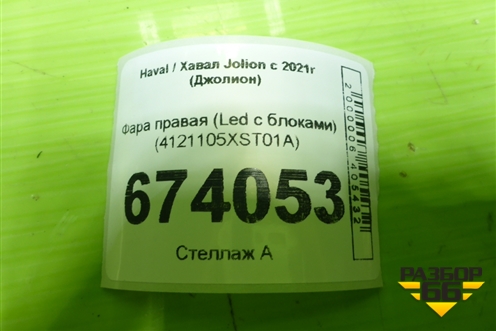 Haval / Хавал Jolion с 2021г
(Джолион)
Фара правая (Led с блоками)
(4121105XST01A)
674053
Стеллаж А
2000006405432
РАЗБОР
66